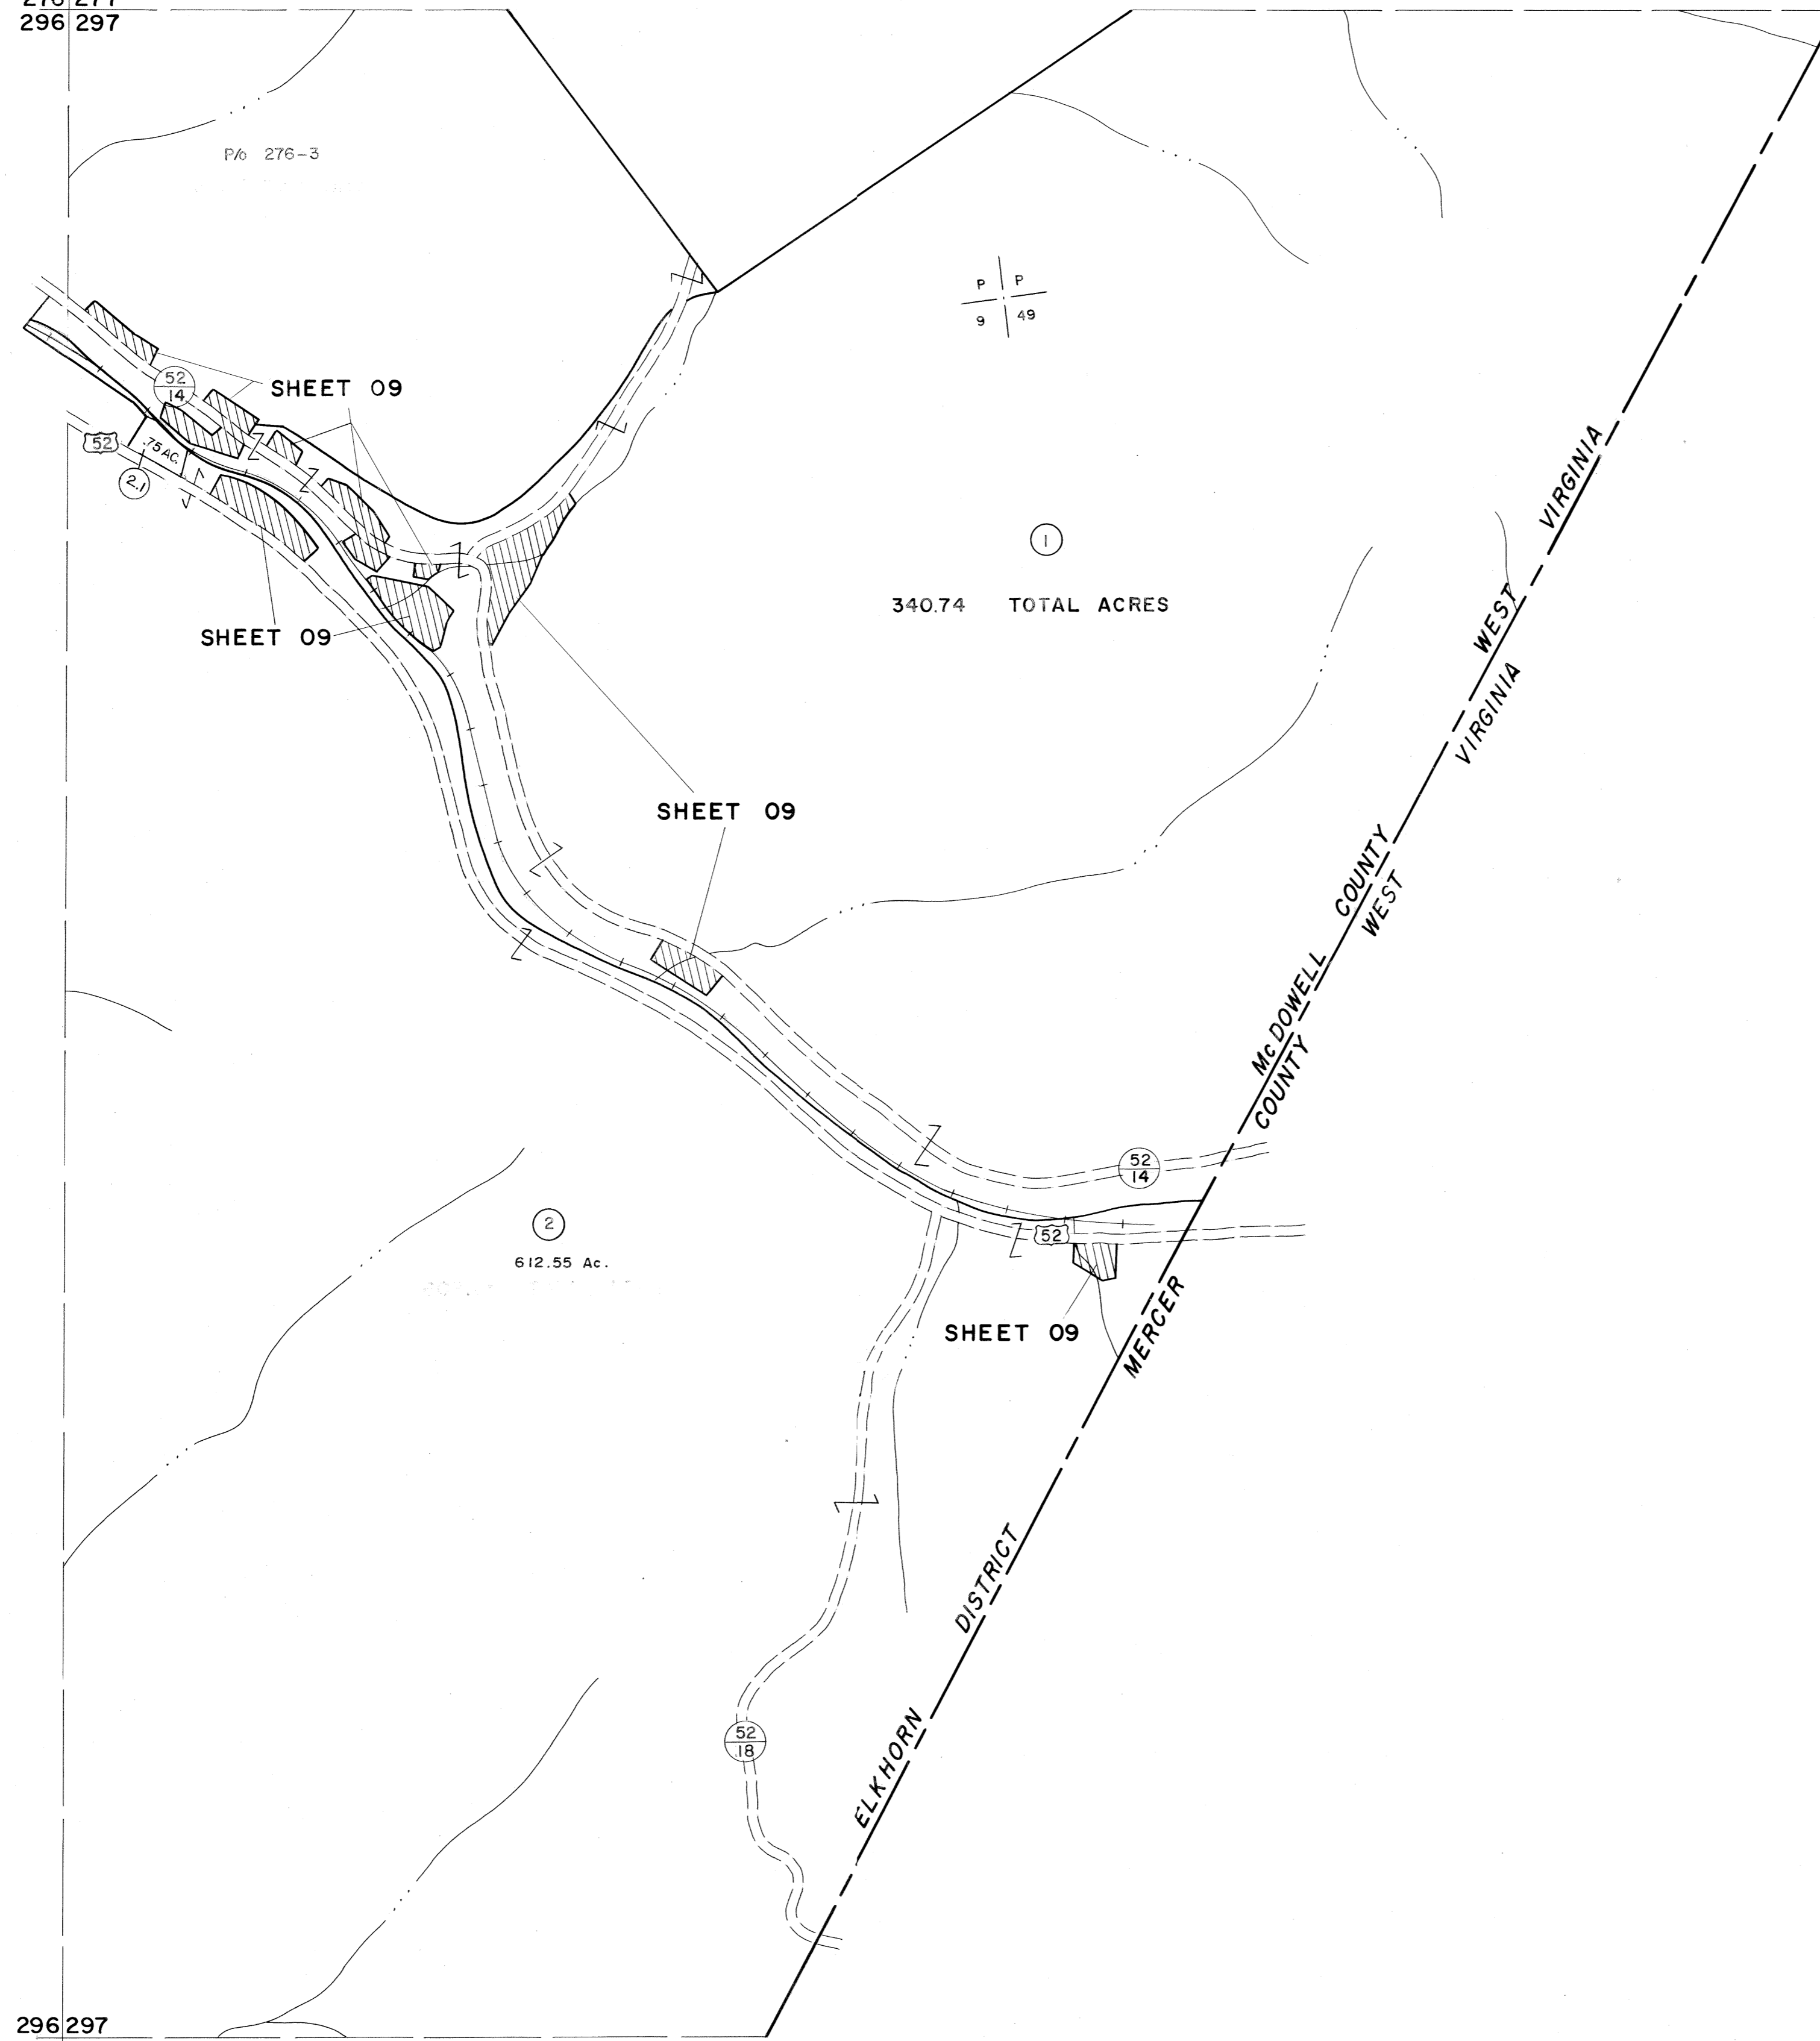 276 277
296 297
P/o 276-3
P P
9 49
52
14
SHEET 09
52
.75 AC.
2.1
1
340.74 TOTAL ACRES
SHEET 09
SHEET 09
McDOWELL COUNTY WEST VIRGINIA
MERCER COUNTY WEST VIRGINIA
52
14
52
2
612.55 Ac.
SHEET 09
ELKHORN DISTRICT
52
18
296 297